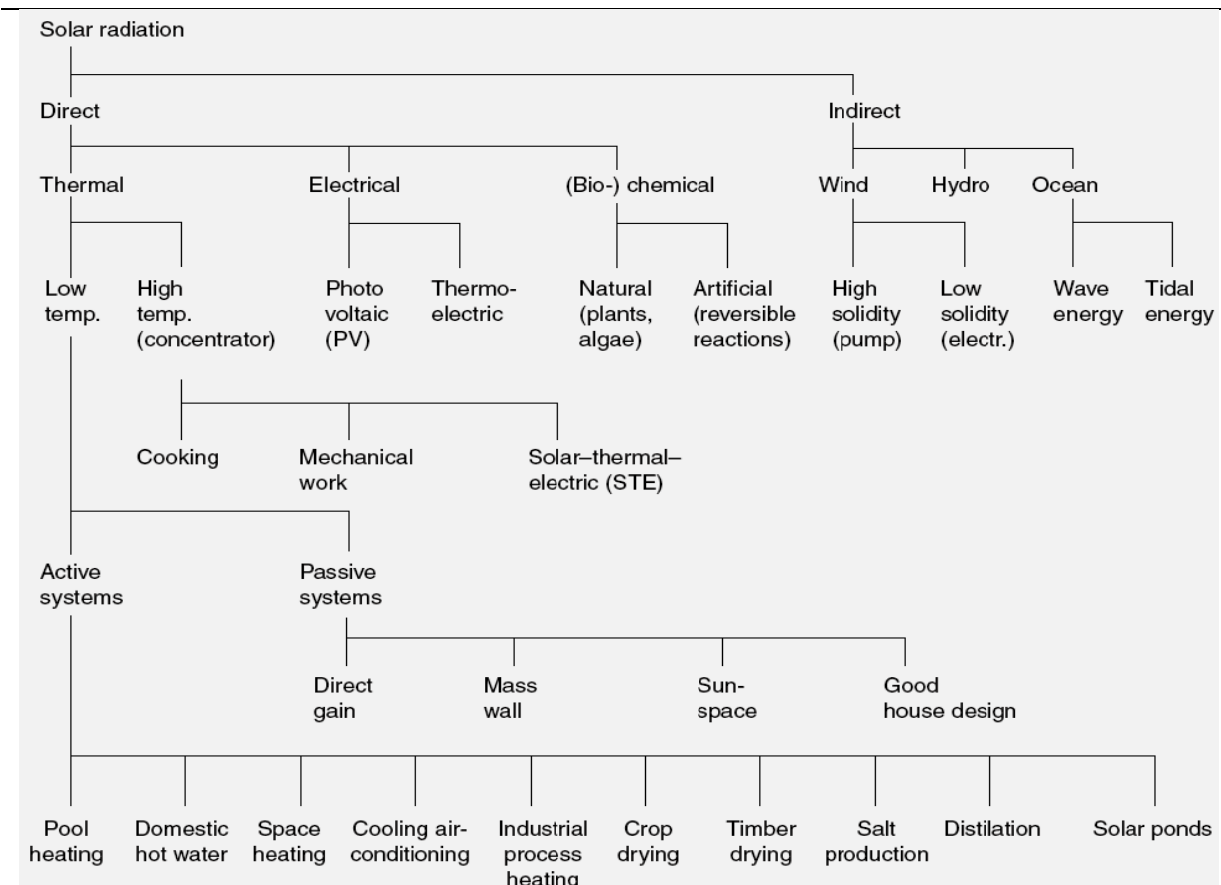 Solar radiation
Direct
Indirect
Thermal
Electrical
(Bio-) chemical
Wind
Hydro
Ocean
Low
temp.
High
temp.
(concentrator)
Photo
voltaic
(PV)
Thermo-
electric
Natural
(plants,
algae)
Artificial
(reversible
reactions)
High
solidity
(pump)
Low
solidity
(electr.)
Wave
energy
Tidal
energy
Cooking
Mechanical
work
Solar–thermal–
electric (STE)
Active
systems
Passive
systems
Direct
gain
Mass
wall
Sun-
space
Good
house design
Pool
heating
Domestic
hot water
Space
heating
Cooling air-
conditioning
Industrial
process
heating
Crop
drying
Timber
drying
Salt
production
Distilation
Solar ponds